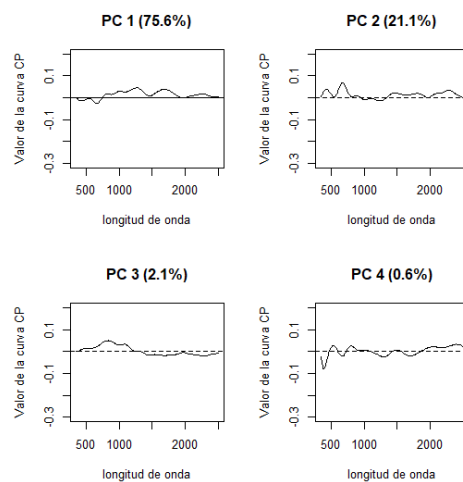 PC 1 (75.6%)
Valor de la curva CP
-0.3 -0.1 0.1
500 1000 2000
longitud de onda
PC 2 (21.1%)
Valor de la curva CP
-0.3 -0.1 0.1
500 1000 2000
longitud de onda
PC 3 (2.1%)
Valor de la curva CP
-0.3 -0.1 0.1
500 1000 2000
longitud de onda
PC 4 (0.6%)
Valor de la curva CP
-0.3 -0.1 0.1
500 1000 2000
longitud de onda